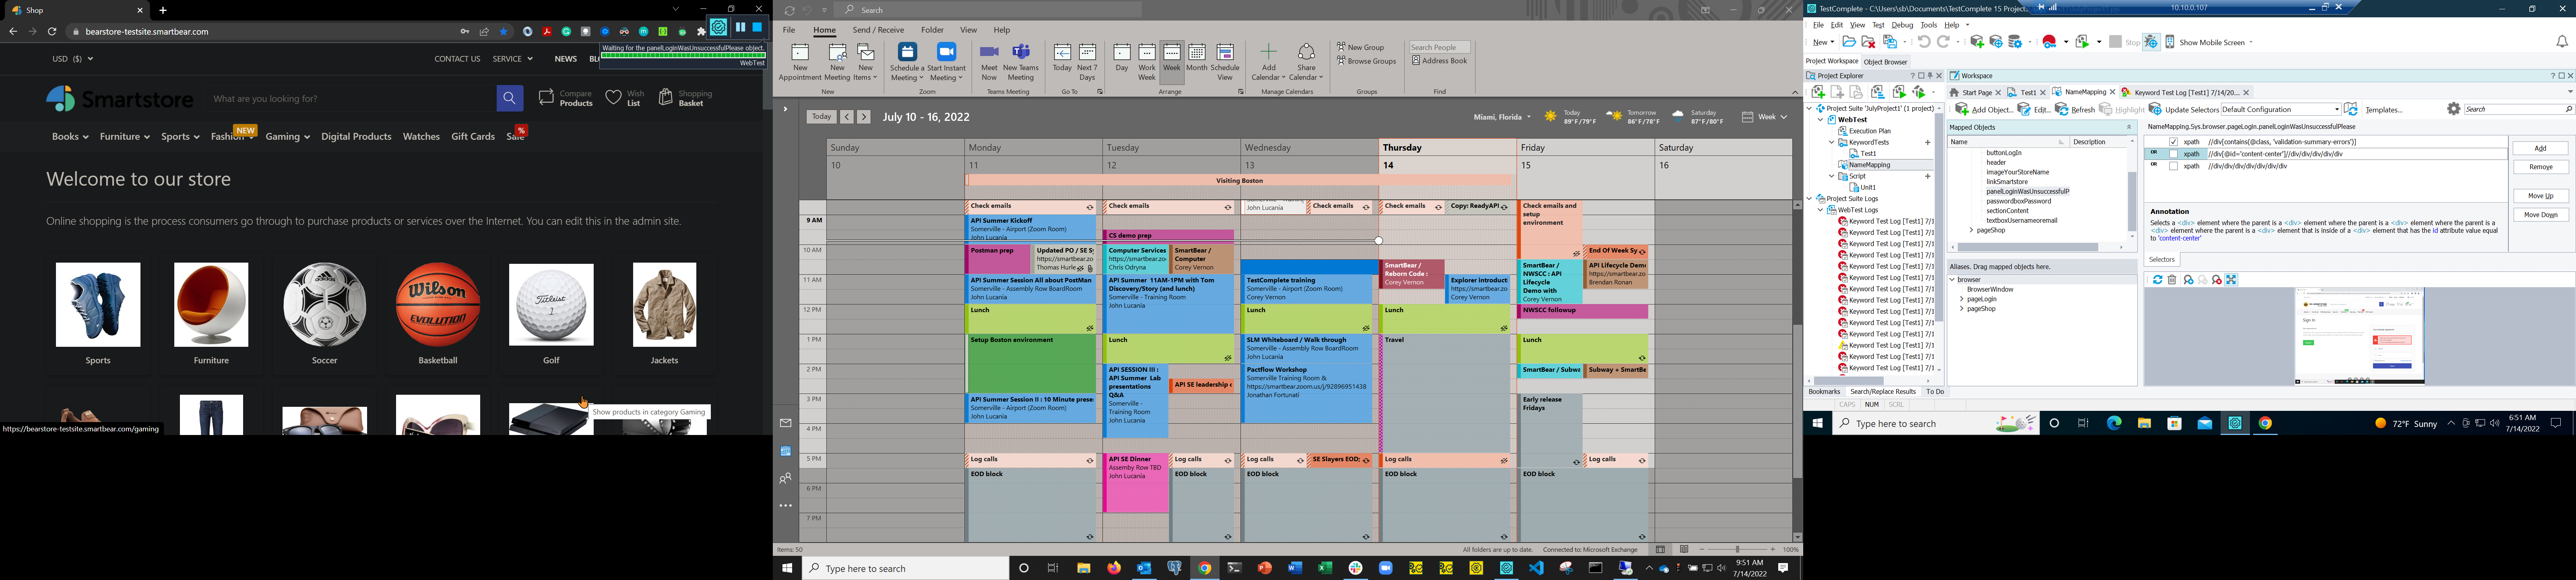 Shop
bearstore-testsite.smartbear.com
Waiting for the panelLoginWasUnsuccessfulPlease object.
WebTest
USD ($)
CONTACT US
SERVICE
NEWS
Smartstore
What are you looking for?
Compare
Products
Wish
List
Shopping
Basket
Books
Furniture
Sports
Fashion
NEW
Gaming
Digital Products
Watches
Gift Cards
Sale
%
Welcome to our store
Online shopping is the process consumers go through to purchase products or services over the Internet. You can edit this in the admin site.
Sports
Furniture
Soccer
Basketball
Golf
Jackets
Wilson
EVOLUTION
Titleist
1
Show products in category Gaming
https://bearstore-testsite.smartbear.com/gaming
Search
File
Home
Send / Receive
Folder
View
Help
New
Appointment
New
Meeting
New
Items
New
Schedule a
Meeting
Start Instant
Meeting
Zoom
Meet
Now
New Teams
Meeting
Teams Meeting
Today
Next 7
Days
Go To
Day
Work
Week
Week
Month
Schedule
View
Arrange
Add
Calendar
Share
Calendar
Manage Calendars
New Group
Browse Groups
Groups
Search People
Address Book
Find
Today
July 10 - 16, 2022
Miami, Florida
Today
89°F/79°F
Tomorrow
86°F/78°F
Saturday
87°F/80°F
Week
Sunday
Monday
Tuesday
Wednesday
Thursday
Friday
Saturday
10
11
12
13
14
15
16
Visiting Boston
9 AM
10 AM
11 AM
12 PM
1 PM
2 PM
3 PM
4 PM
5 PM
6 PM
7 PM
Check emails
API Summer Kickoff
Somerville - Airport (Zoom Room)
John Lucania
Postman prep
Updated PO / SE S
https://smartbear.zo
Thomas Hurle
API Summer Session All about PostMan
Somerville - Assembly Row BoardRoom
John Lucania
Lunch
Setup Boston environment
API Summer Session II : 10 Minute prese
Somerville - Airport (Zoom Room)
John Lucania
Log calls
EOD block
Check emails
CS demo prep
Computer Services
https://smartbear.zo
Chris Odryna
SmartBear /
Computer
Corey Vernon
API Summer 11AM-1PM with Tom
Discovery/Story (and lunch)
Somerville - Training Room
John Lucania
Lunch
API SESSION III :
API Summer Lab
presentations
Q&A
Somerville -
Training Room
John Lucania
API SE leadership c
API SE Dinner
Assemby Row TBD
John Lucania
Log calls
EOD block
John Lucania
Check emails
TestComplete training
Somerville - Airport (Zoom Room)
Corey Vernon
Lunch
SLM Whiteboard / Walk through
Somerville - Assembly Row BoardRoom
John Lucania
Pactflow Workshop
Somerville Training Room &
https://smartbear.zoom.us/j/92896951438
Jonathan Fortunati
Log calls
SE Slayers EOD;
EOD block
Check emails
Copy: ReadyAPI
SmartBear /
Reborn Code :
Corey Vernon
Explorer introduct
https://smartbear.zo
Corey Vernon
Lunch
Travel
Log calls
EOD block
Check emails and
setup
environment
End Of Week Sy
SmartBear /
NWSCC : API
Lifecycle
Demo with
Corey Vernon
API Lifecycle Dem
https://smartbear.zo
Brendan Ronan
NWSCC followup
Lunch
SmartBear / Subw
Subway + SmartBe
Early release
Fridays
Log calls
EOD block
Items: 50
All folders are up to date.
Connected to: Microsoft Exchange
100%
Type here to search
9:51 AM
7/14/2022
TestComplete - C:\Users\sb\Documents\TestComplete 15 Project
10.10.0.107
File
Edit
View
Test
Debug
Tools
Help
New
Stop
Show Mobile Screen
Project Workspace
Object Browser
Project Explorer
Project Suite 'JulyProject1' (1 project)
WebTest
Execution Plan
KeywordTests
Test1
NameMapping
Script
Unit1
Project Suite Logs
WebTest Logs
Keyword Test Log [Test1] 7/1
Keyword Test Log [Test1] 7/1
Keyword Test Log [Test1] 7/1
Keyword Test Log [Test1] 7/1
Keyword Test Log [Test1] 7/1
Keyword Test Log [Test1] 7/1
Keyword Test Log [Test1] 7/1
Keyword Test Log [Test1] 7/1
Keyword Test Log [Test1] 7/1
Keyword Test Log [Test1] 7/1
Keyword Test Log [Test1] 7/1
Keyword Test Log [Test1] 7/1
Keyword Test Log [Test1] 7/1
Keyword Test Log [Test1] 7/1
Bookmarks
Search/Replace Results
To Do
CAPS
NUM
SCRL
Workspace
Start Page
Test1
NameMapping
Keyword Test Log [Test1] 7/14/20...
Add Object...
Edit...
Refresh
Highlight
Update Selectors
Default Configuration
Templates...
Search
Mapped Objects
Name
Description
buttonLogIn
header
imageYourStoreName
linkSmartstore
panelLoginWasUnsuccessfulP
passwordboxPassword
sectionContent
textboxUsernameoremail
pageShop
Aliases. Drag mapped objects here.
browser
BrowserWindow
pageLogin
pageShop
NameMapping.Sys.browser.pageLogin.panelLoginWasUnsuccessfulPlease
xpath //div[contains(@class, 'validation-summary-errors')]
OR xpath //div[@id='content-center']//div/div/div/div/div
OR xpath //div/div/div/div/div/div
Add
Remove
Move Up
Move Down
Annotation
Selects a <div> element where the parent is a <div> element where the parent is a <div> element where the parent is a
<div> element where the parent is a <div> element that is inside of a <div> element that has the id attribute value equal
to 'content-center'
Selectors
Sign in
Type here to search
72°F Sunny
6:51 AM
7/14/2022